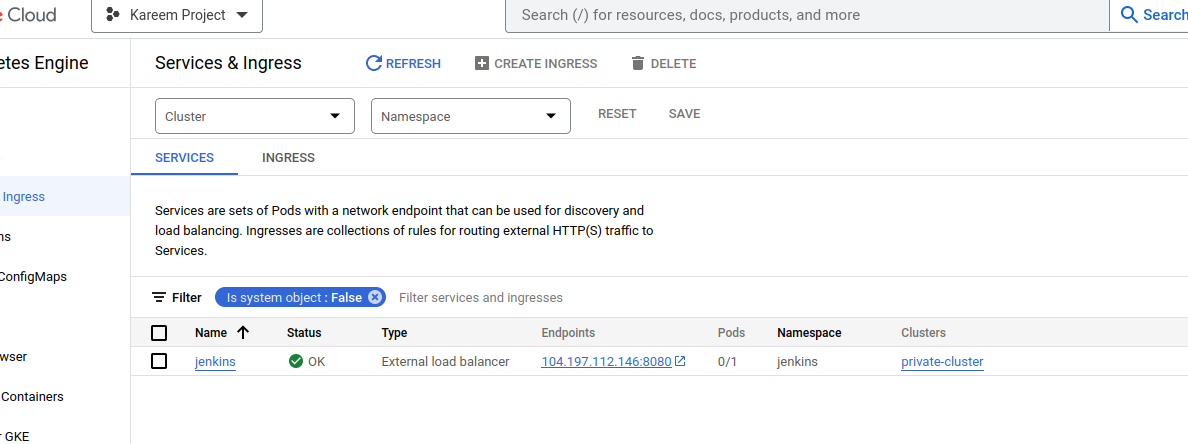 Cloud
Kareem Project
Search (/) for resources, docs, products, and more
Search
etes Engine
Services & Ingress
REFRESH
CREATE INGRESS
DELETE
Cluster
Namespace
RESET
SAVE
SERVICES
INGRESS
Ingress
ns
ConfigMaps
wser
Containers
r GKE
Services are sets of Pods with a network endpoint that can be used for discovery and
load balancing. Ingresses are collections of rules for routing external HTTP(S) traffic to
Services.
Filter
Is system object : False
Filter services and ingresses
Name Status Type Endpoints Pods Namespace Clusters
jenkins OK External load balancer 104.197.112.146:8080 0/1 jenkins private-cluster